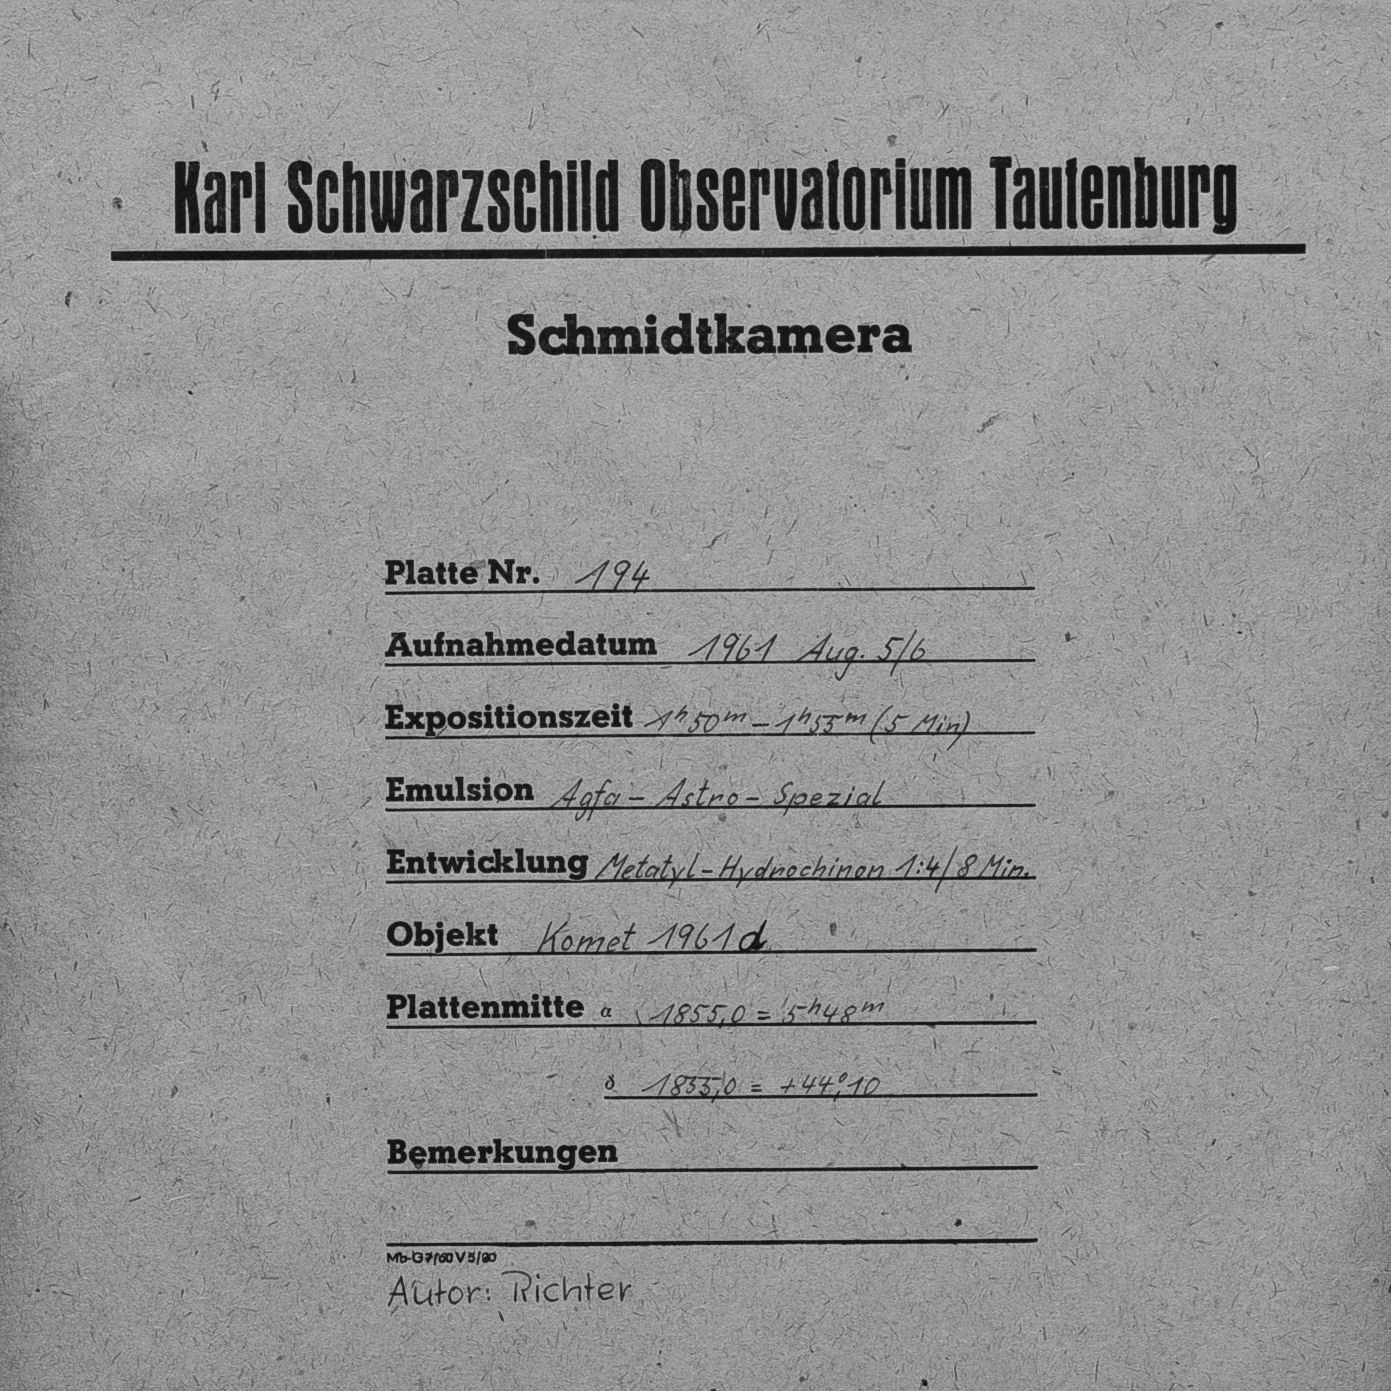 Karl Schwarzschild Observatorium Tautenburg
Schmidtkamera
Platte Nr. 194
Aufnahmedatum 1961 Aug. 5/6
Expositionszeit 1ʰ50ᵐ – 1ʰ55ᵐ (5 Min)
Emulsion Agfa – Astro – Spezial
Entwicklung Metatyl – Hydrochinon 1:4/8 Min.
Objekt Komet 1961d
Plattenmitte α 1855,0 = 5ʰ48ᵐ
δ 1855,0 = +44°,10
Bemerkungen
Autor: Richter